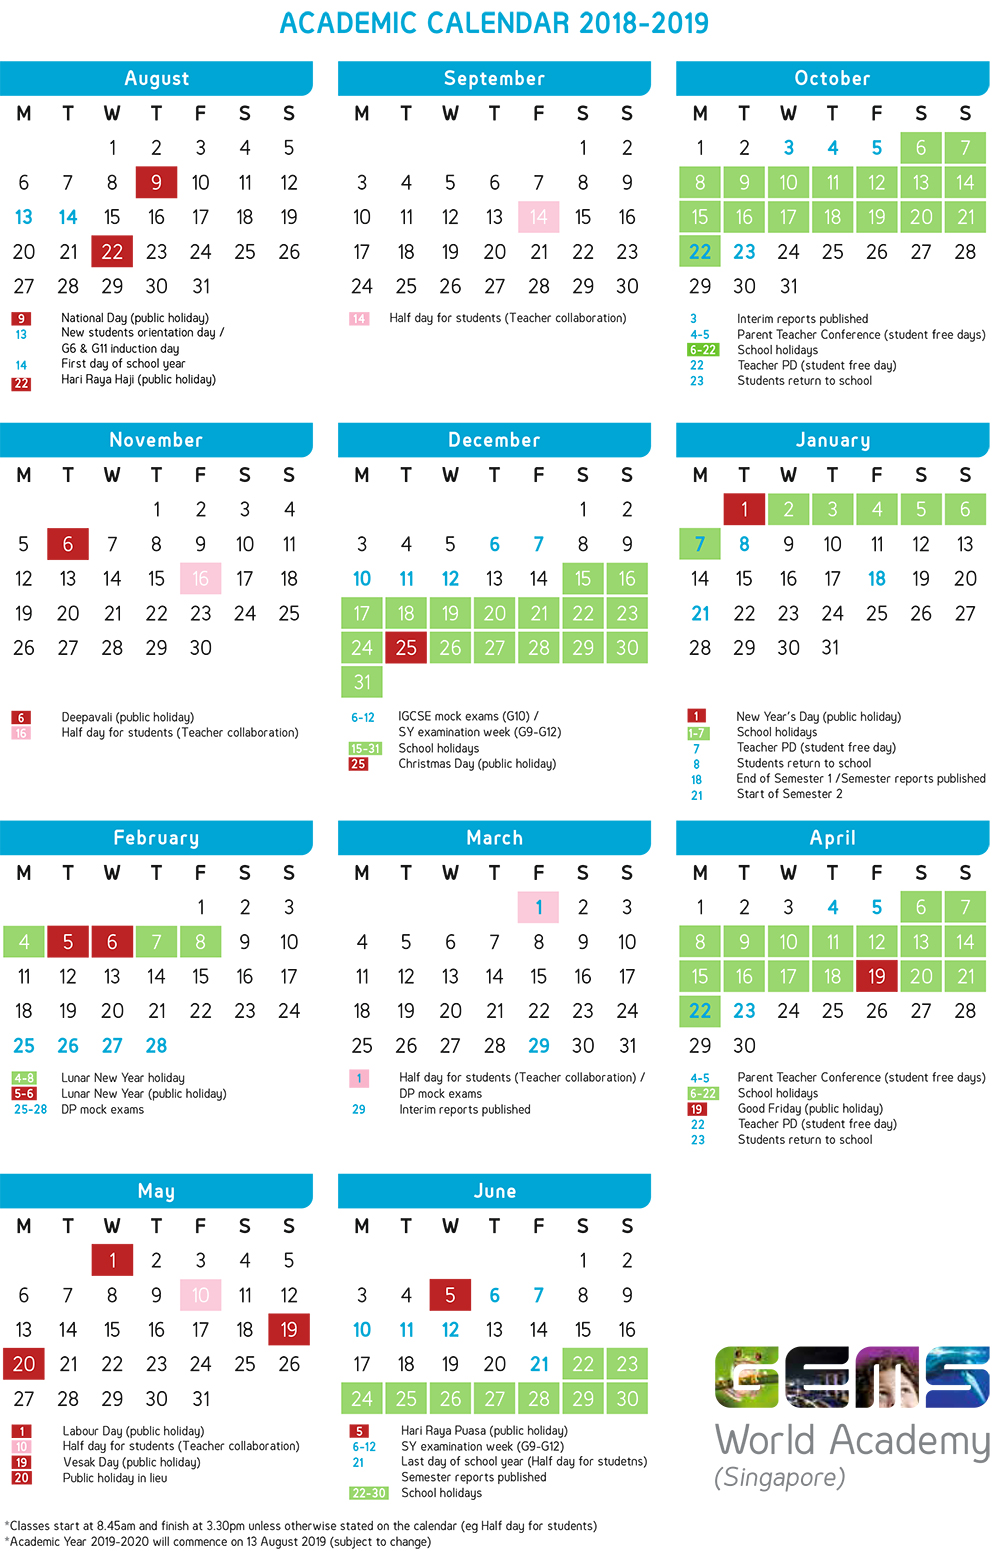 ACADEMIC CALENDAR 2018-2019
August
M T W T F S S
1 2 3 4 5
6 7 8 9 10 11 12
13 14 15 16 17 18 19
20 21 22 23 24 25 26
27 28 29 30 31
9 National Day (public holiday)
13 New students orientation day /
G6 & G11 induction day
14 First day of school year
22 Hari Raya Haji (public holiday)
September
M T W T F S S
1 2
3 4 5 6 7 8 9
10 11 12 13 14 15 16
17 18 19 20 21 22 23
24 25 26 27 28 29 30
14 Half day for students (Teacher collaboration)
October
M T W T F S S
1 2 3 4 5 6 7
8 9 10 11 12 13 14
15 16 17 18 19 20 21
22 23 24 25 26 27 28
29 30 31
3 Interim reports published
4-5 Parent Teacher Conference (student free days)
6-22 School holidays
22 Teacher PD (student free day)
23 Students return to school
November
M T W T F S S
1 2 3 4
5 6 7 8 9 10 11
12 13 14 15 16 17 18
19 20 21 22 23 24 25
26 27 28 29 30
6 Deepavali (public holiday)
16 Half day for students (Teacher collaboration)
December
M T W T F S S
1 2
3 4 5 6 7 8 9
10 11 12 13 14 15 16
17 18 19 20 21 22 23
24 25 26 27 28 29 30
31
6-12 IGCSE mock exams (G10) /
SY examination week (G9-G12)
15-31 School holidays
25 Christmas Day (public holiday)
January
M T W T F S S
1 2 3 4 5 6
7 8 9 10 11 12 13
14 15 16 17 18 19 20
21 22 23 24 25 26 27
28 29 30 31
1 New Year's Day (public holiday)
1-7 School holidays
7 Teacher PD (student free day)
8 Students return to school
18 End of Semester 1 /Semester reports published
21 Start of Semester 2
February
M T W T F S S
1 2 3
4 5 6 7 8 9 10
11 12 13 14 15 16 17
18 19 20 21 22 23 24
25 26 27 28
4-8 Lunar New Year holiday
5-6 Lunar New Year (public holiday)
25-28 DP mock exams
March
M T W T F S S
1 2 3
4 5 6 7 8 9 10
11 12 13 14 15 16 17
18 19 20 21 22 23 24
25 26 27 28 29 30 31
1 Half day for students (Teacher collaboration) /
DP mock exams
29 Interim reports published
April
M T W T F S S
1 2 3 4 5 6 7
8 9 10 11 12 13 14
15 16 17 18 19 20 21
22 23 24 25 26 27 28
29 30
4-5 Parent Teacher Conference (student free days)
6-22 School holidays
19 Good Friday (public holiday)
22 Teacher PD (student free day)
23 Students return to school
May
M T W T F S S
1 2 3 4 5
6 7 8 9 10 11 12
13 14 15 16 17 18 19
20 21 22 23 24 25 26
27 28 29 30 31
1 Labour Day (public holiday)
10 Half day for students (Teacher collaboration)
19 Vesak Day (public holiday)
20 Public holiday in lieu
June
M T W T F S S
1 2
3 4 5 6 7 8 9
10 11 12 13 14 15 16
17 18 19 20 21 22 23
24 25 26 27 28 29 30
5 Hari Raya Puasa (public holiday)
6-12 SY examination week (G9-G12)
21 Last day of school year (Half day for studetns)
Semester reports published
22-30 School holidays
GEMS
World Academy
(Singapore)
*Classes start at 8.45am and finish at 3.30pm unless otherwise stated on the calendar (eg Half day for students)
*Academic Year 2019-2020 will commence on 13 August 2019 (subject to change)